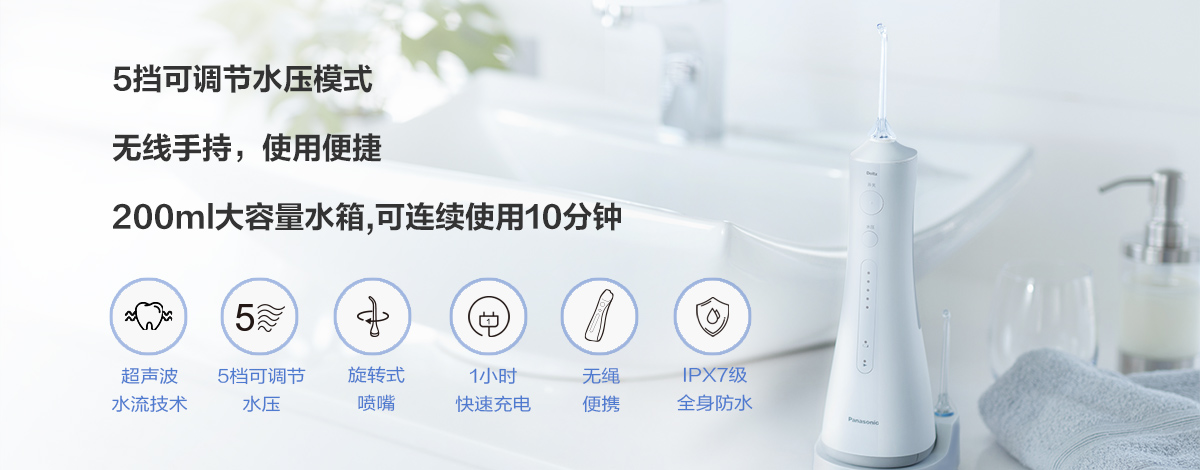 5挡可调节水压模式
无线手持，使用便捷
200ml大容量水箱,可连续使用10分钟
5
1
超声波
水流技术
5档可调节
水压
旋转式
喷嘴
1小时
快速充电
无绳
便携
IPX7级
全身防水
Panasonic